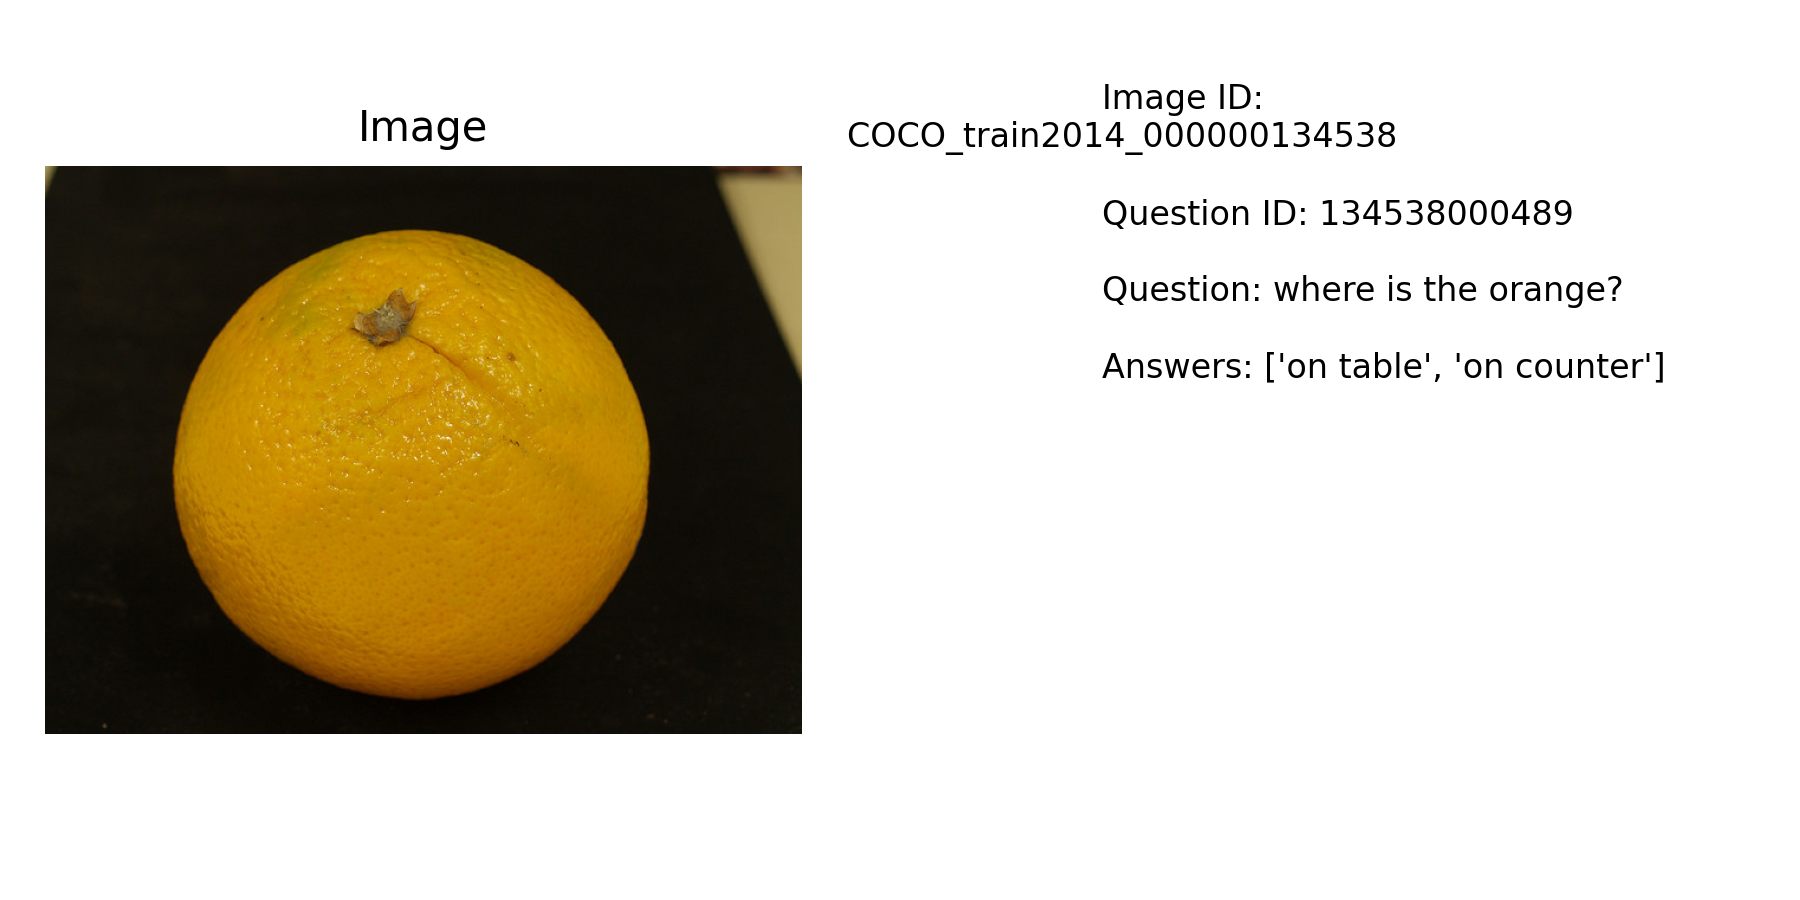 Image
Image ID:
COCO_train2014_000000134538
Question ID: 134538000489
Question: where is the orange?
Answers: ['on table', 'on counter']